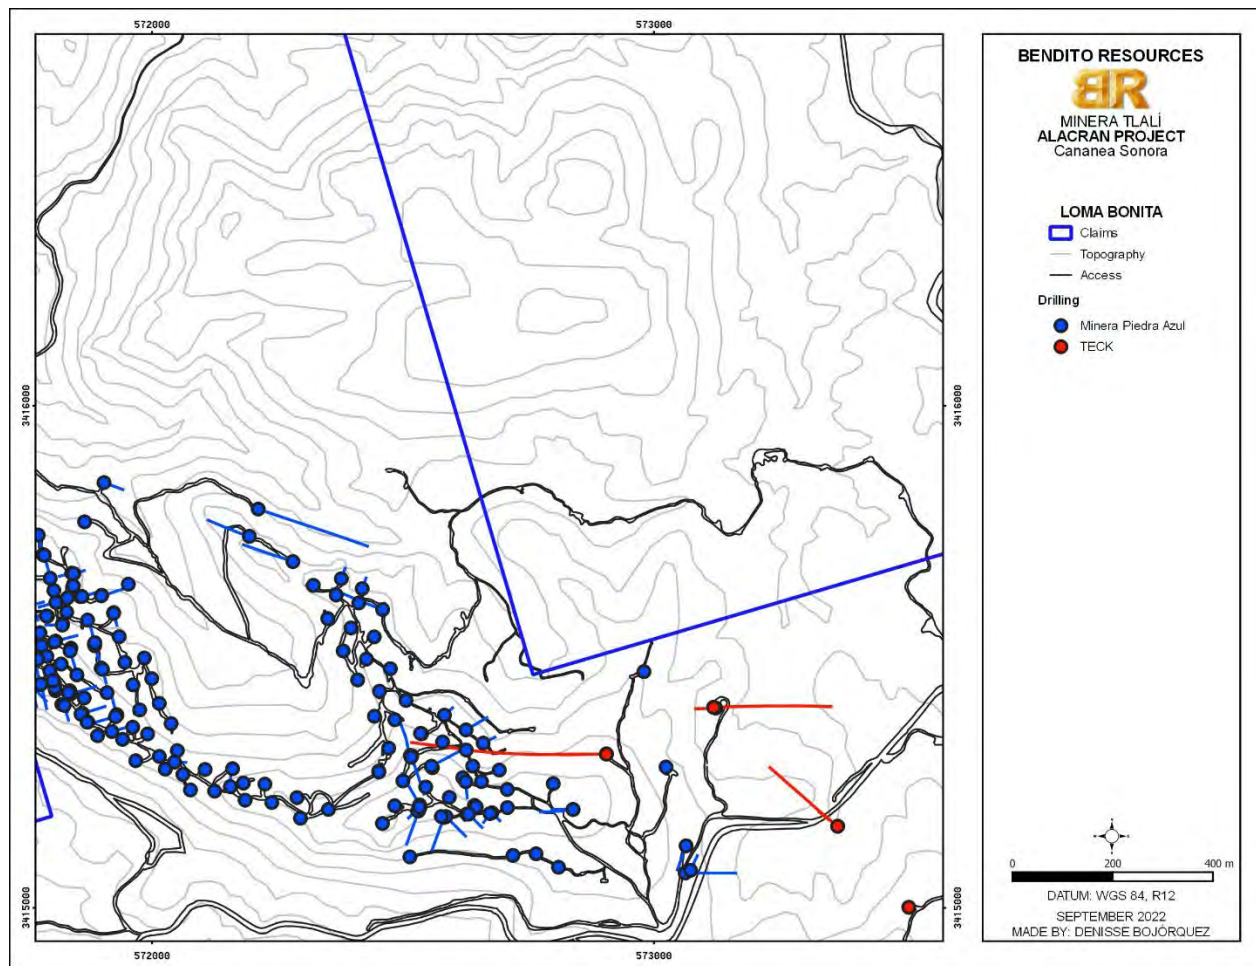 572000
573000
3416000
3416000
3415000
3415000
572000
573000
BENDITO RESOURCES
BR
MINERA TLALÍ
ALACRAN PROJECT
Cananea Sonora
LOMA BONITA
Claims
Topography
Access
Drilling
Minera Piedra Azul
TECK
0 200 400 m
DATUM: WGS 84, R12
SEPTEMBER 2022
MADE BY: DENISSE BOJÓRQUEZ